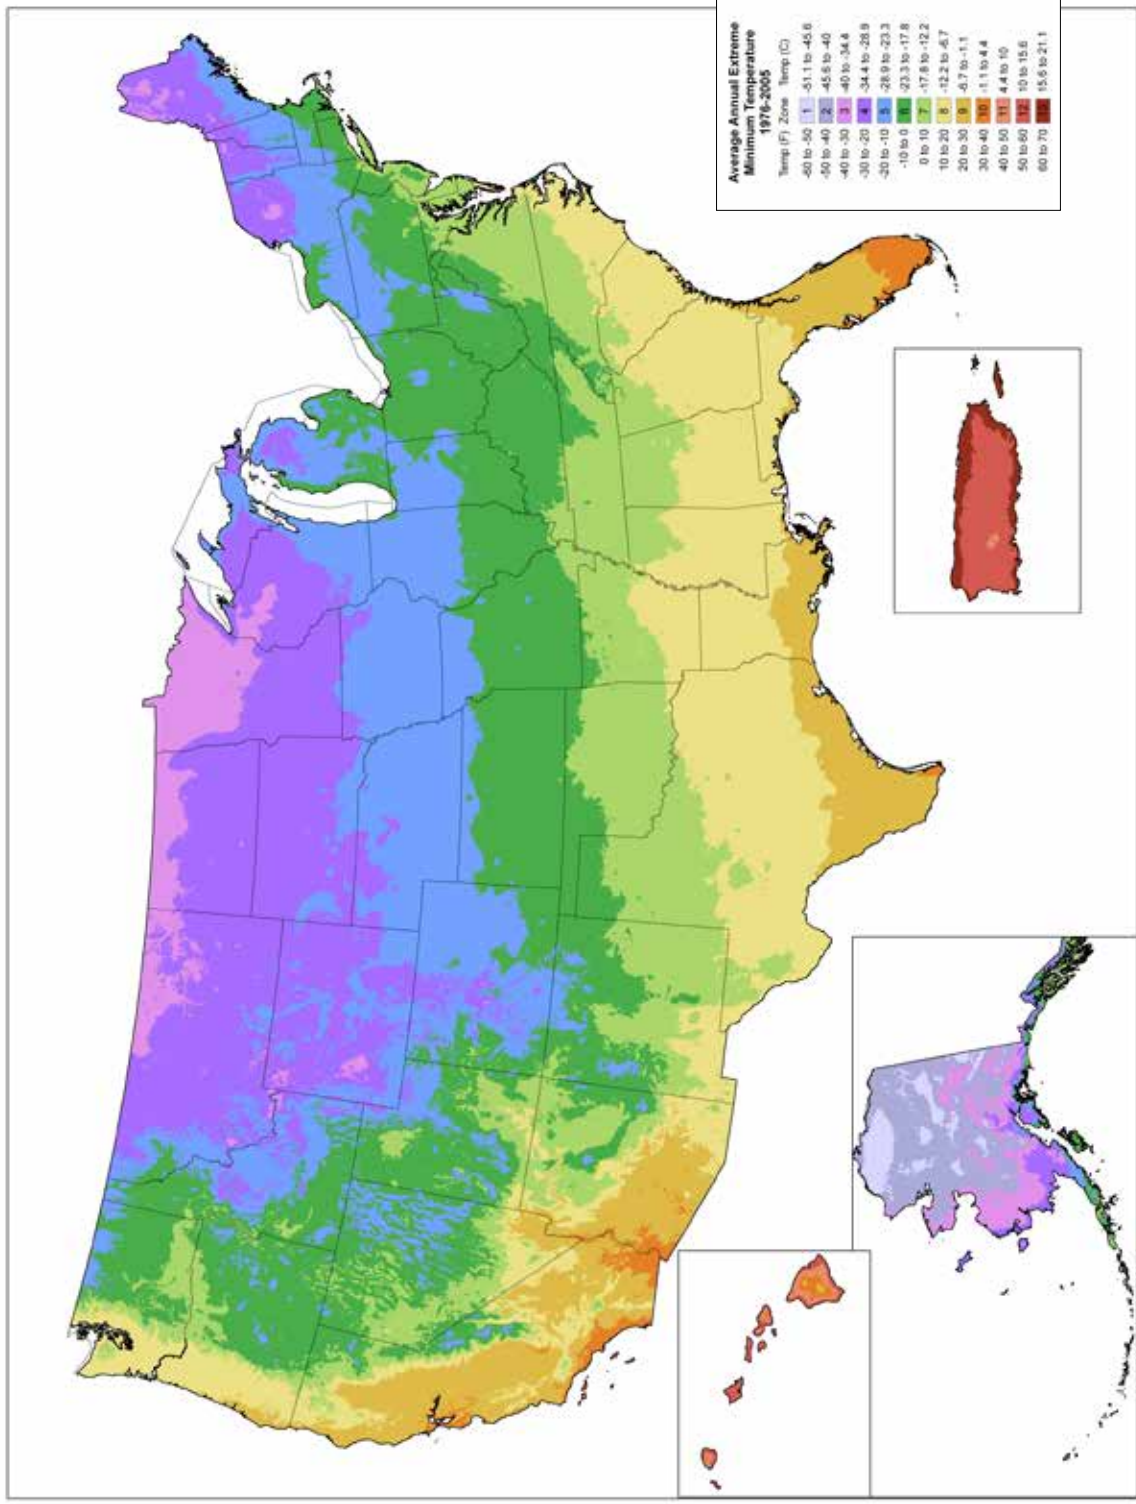 Average Annual Extreme
Minimum Temperature
1976-2005
Temp (F) Zone Temp (C)
-60 to -50 1 -51.1 to -45.6
-50 to -40 2 -45.6 to -40
-40 to -30 3 -40 to -34.4
-30 to -20 4 -34.4 to -28.9
-20 to -10 5 -28.9 to -23.3
-10 to 0 6 -23.3 to -17.8
0 to 10 7 -17.8 to -12.2
10 to 20 8 -12.2 to -6.7
20 to 30 9 -6.7 to -1.1
30 to 40 10 -1.1 to 4.4
40 to 50 11 4.4 to 10
50 to 60 12 10 to 15.6
60 to 70 13 15.6 to 21.1